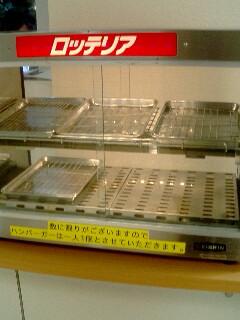 ロッテリア
数に限りがございますので
ハンバーガーは一人1個とさせていただきます。